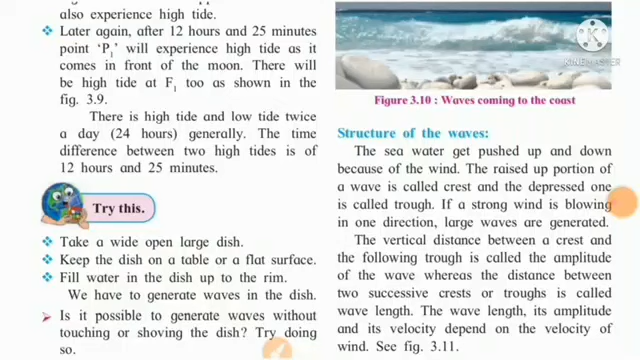 also experience high tide.
❖ Later again, after 12 hours and 25 minutes
point ‘P1’ will experience high tide as it
comes in front of the moon. There will
be high tide at F1 too as shown in the
fig. 3.9.
There is high tide and low tide twice
a day (24 hours) generally. The time
difference between two high tides is of
12 hours and 25 minutes.
Try this.
❖ Take a wide open large dish.
❖ Keep the dish on a table or a flat surface.
❖ Fill water in the dish up to the rim.
We have to generate waves in the dish.
➤ Is it possible to generate waves without
touching or shoving the dish? Try doing
so.
KINEMASTER
Figure 3.10 : Waves coming to the coast
Structure of the waves:
The sea water get pushed up and down
because of the wind. The raised up portion of
a wave is called crest and the depressed one
is called trough. If a strong wind is blowing
in one direction, large waves are generated.
The vertical distance between a crest and
the following trough is called the amplitude
of the wave whereas the distance between
two successive crests or troughs is called
wave length. The wave length, its amplitude
and its velocity depend on the velocity of
wind. See fig. 3.11.